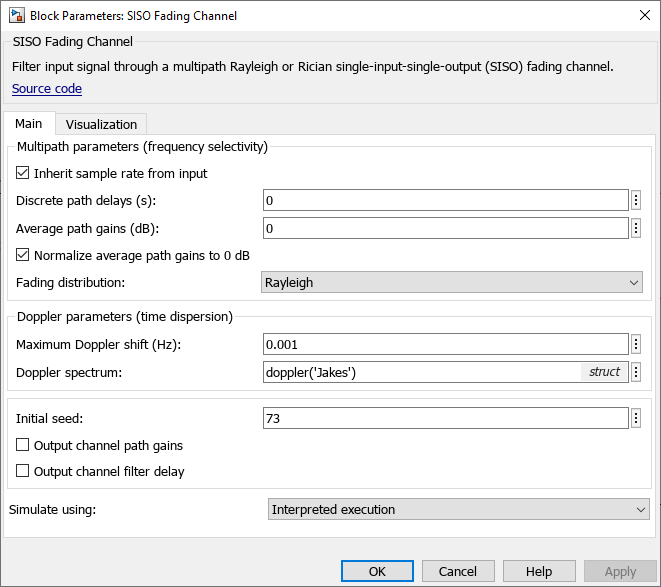 Block Parameters: SISO Fading Channel
SISO Fading Channel
Filter input signal through a multipath Rayleigh or Rician single-input-single-output (SISO) fading channel.
Source code
Main Visualization
Multipath parameters (frequency selectivity)
Inherit sample rate from input
Discrete path delays (s): 0
Average path gains (dB): 0
Normalize average path gains to 0 dB
Fading distribution: Rayleigh
Doppler parameters (time dispersion)
Maximum Doppler shift (Hz): 0.001
Doppler spectrum: doppler('Jakes') struct
Initial seed: 73
Output channel path gains
Output channel filter delay
Simulate using: Interpreted execution
OK Cancel Help Apply